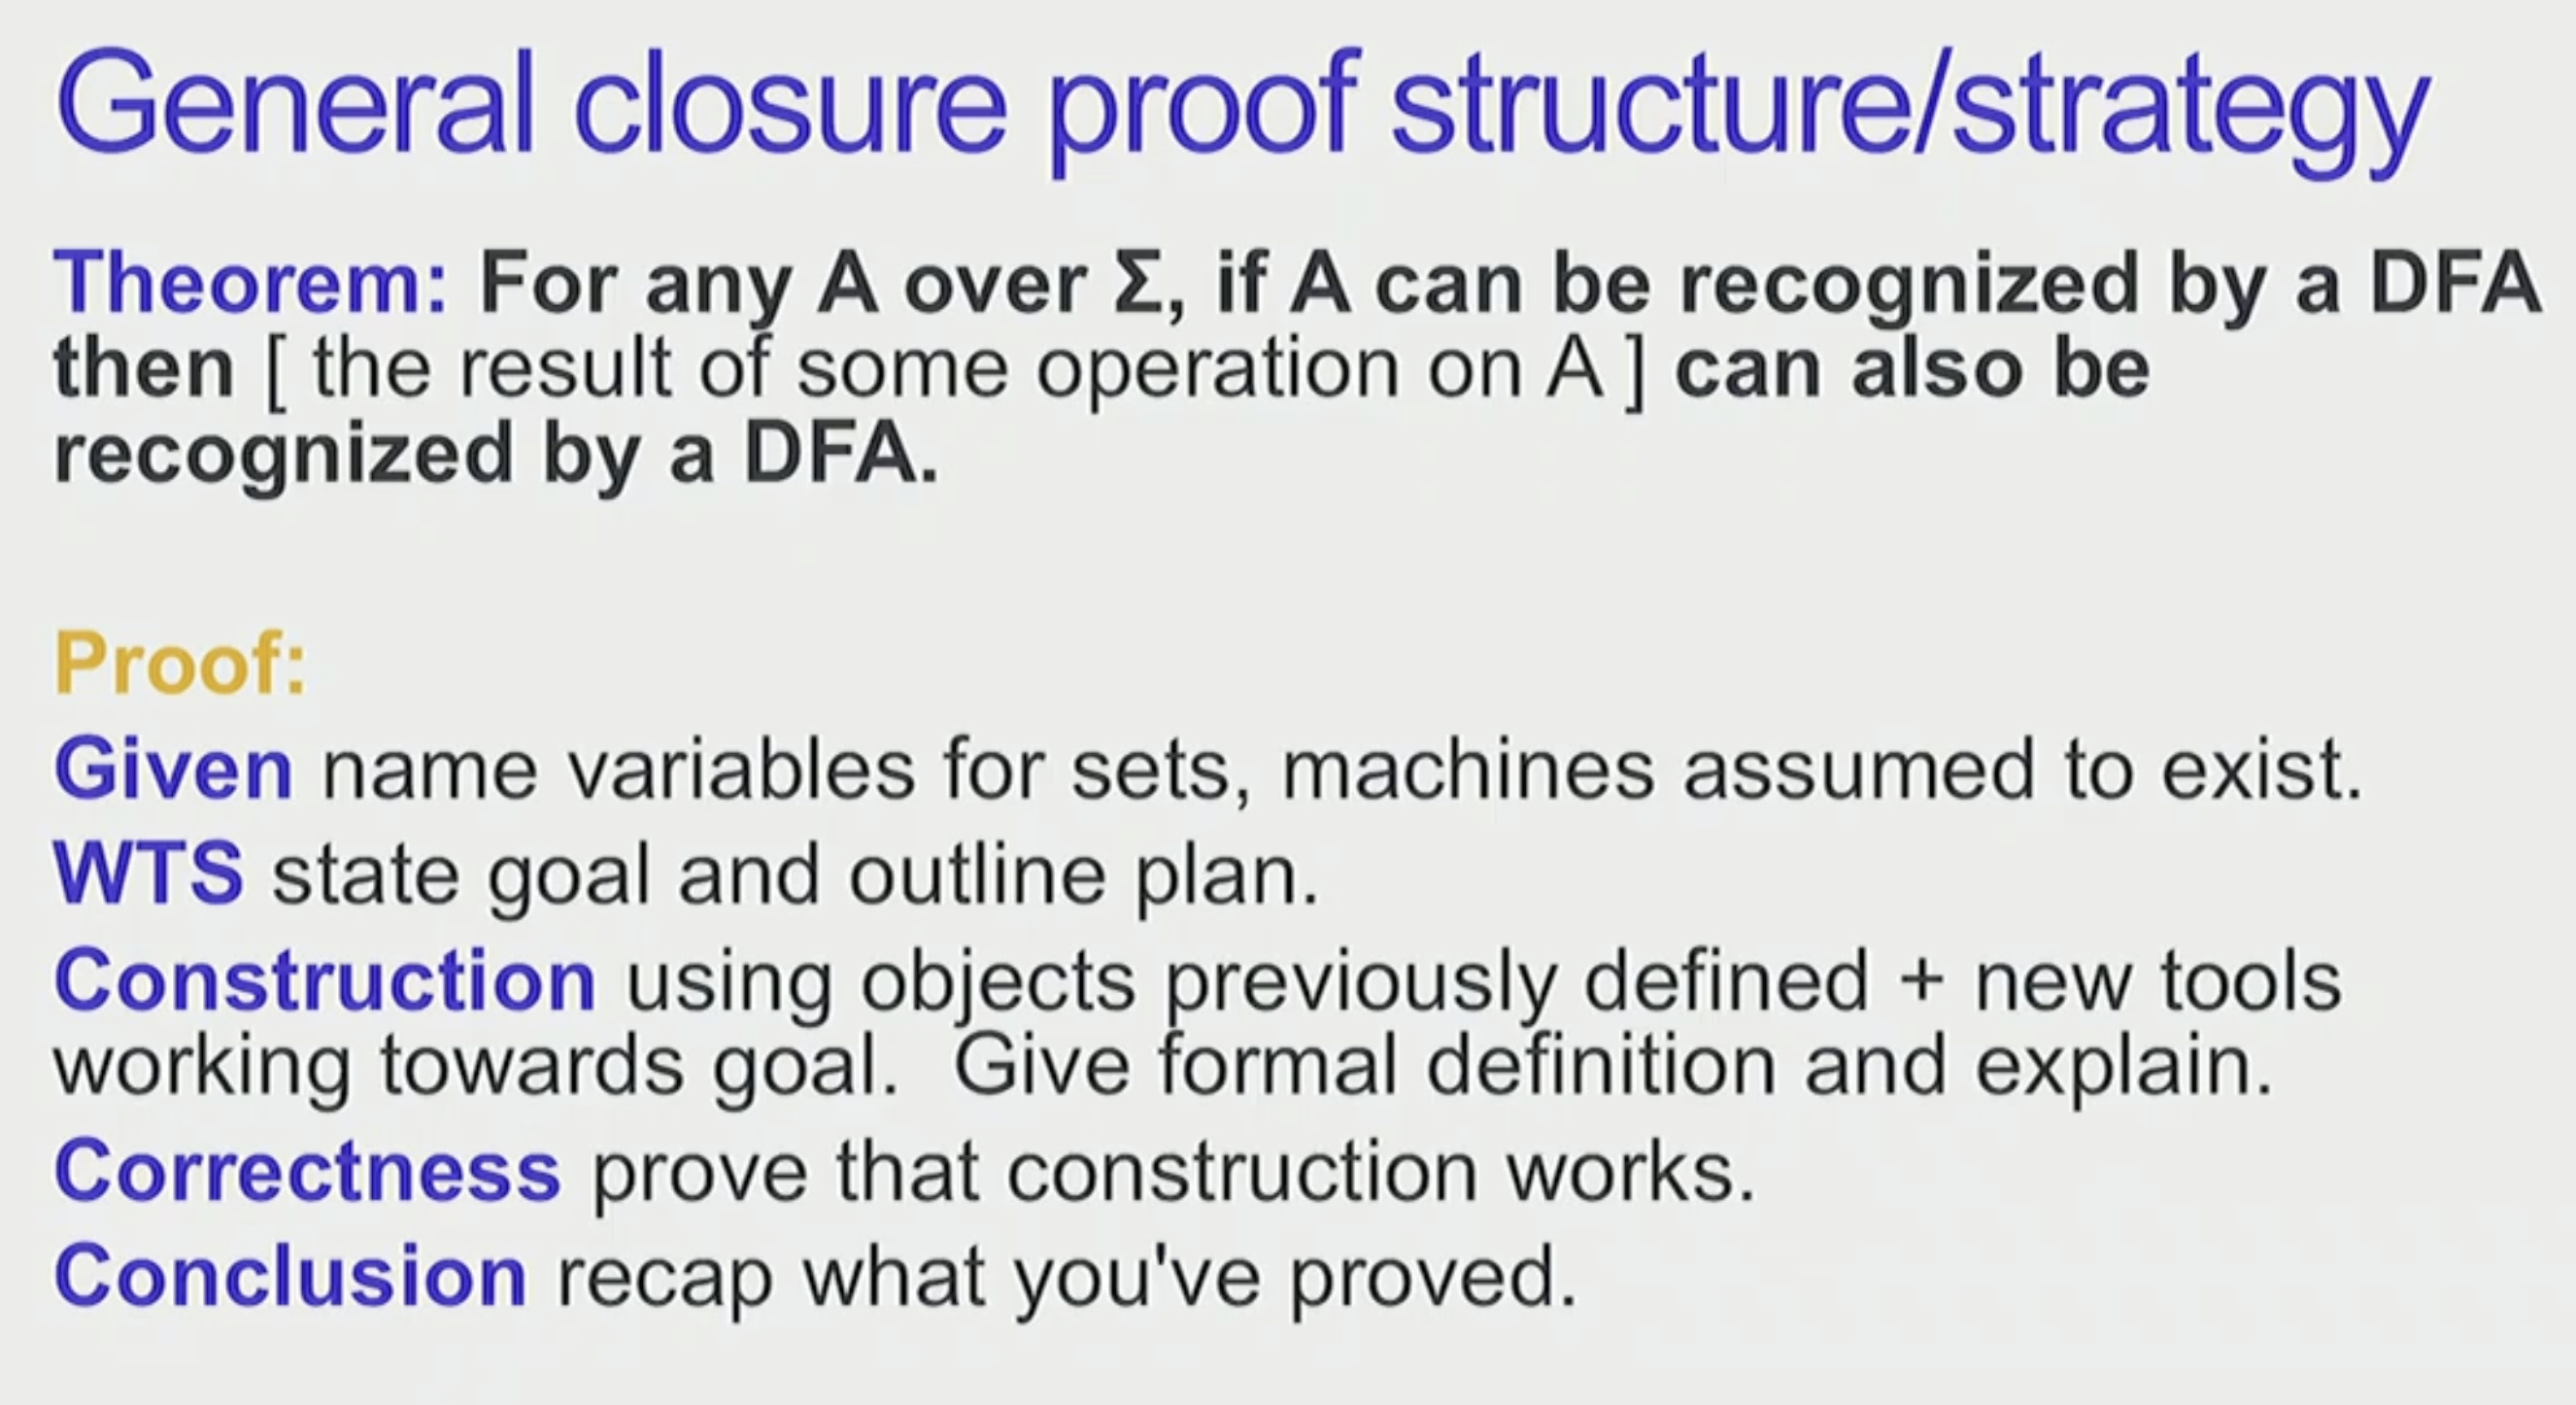 General closure proof structure/strategy
Theorem: For any A over Σ, if A can be recognized by a DFA
then [ the result of some operation on A ] can also be
recognized by a DFA.
Proof:
Given name variables for sets, machines assumed to exist.
WTS state goal and outline plan.
Construction using objects previously defined + new tools
working towards goal.  Give formal definition and explain.
Correctness prove that construction works.
Conclusion recap what you've proved.